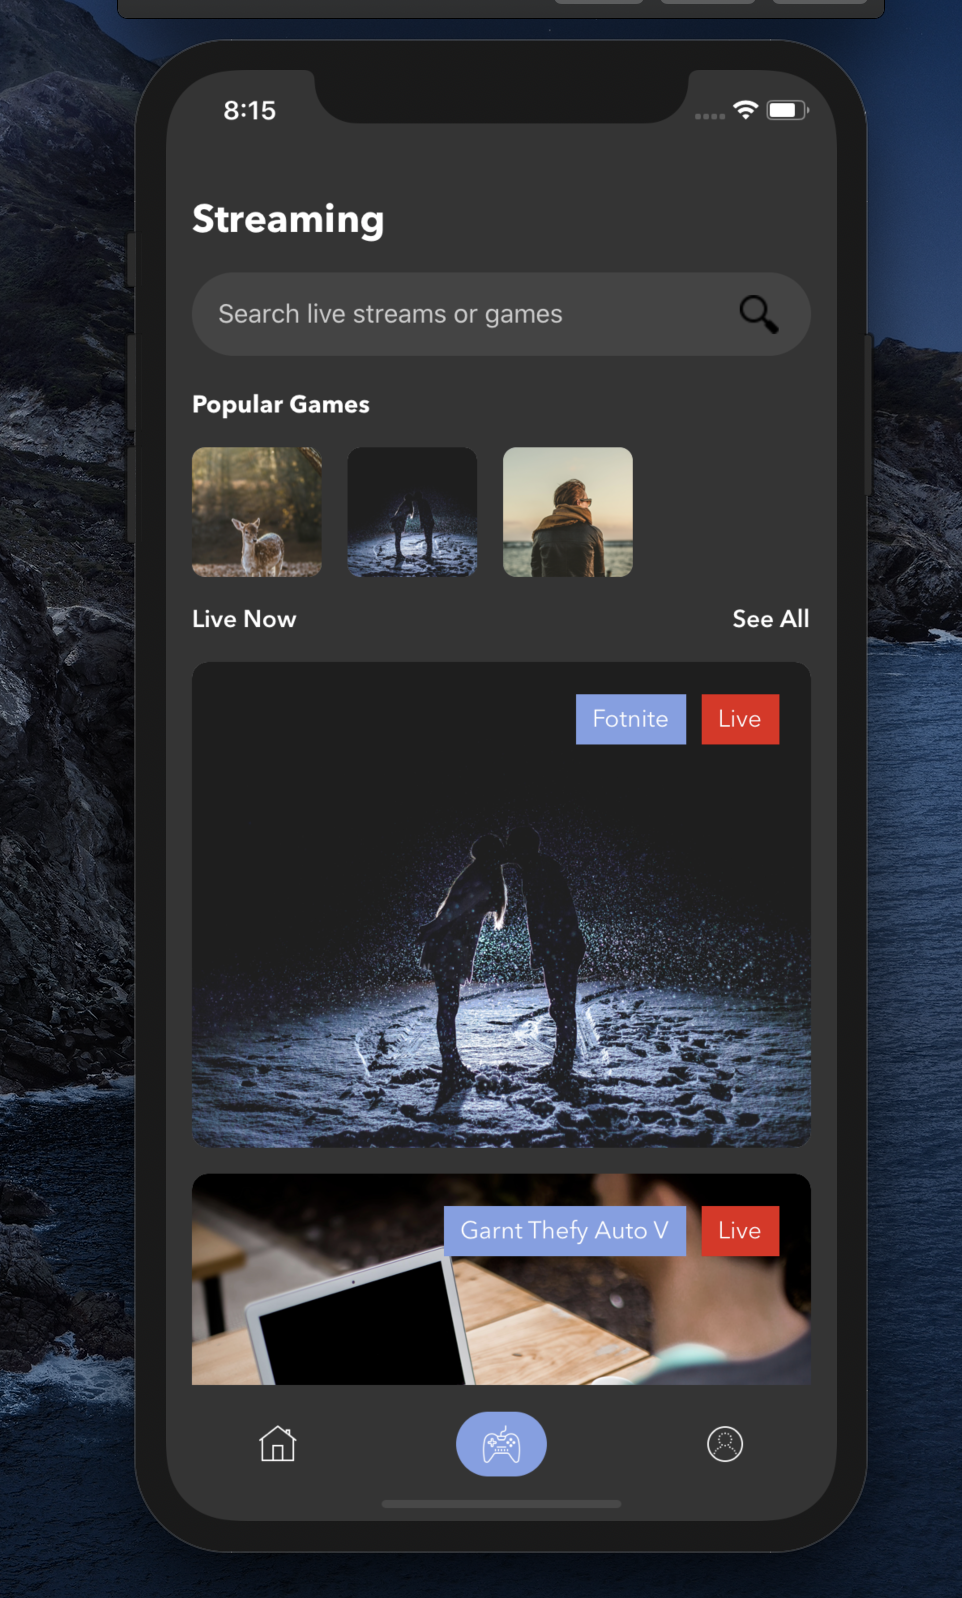 8:15
Streaming
Search live streams or games
Popular Games
Live Now See All
Fotnite Live
Garnt Thefy Auto V Live